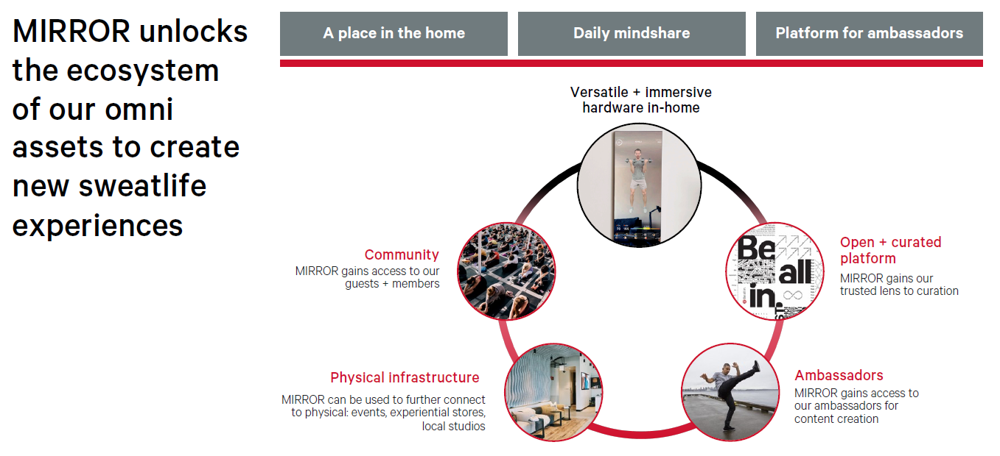 MIRROR unlocks
the ecosystem
of our omni
assets to create
new sweatlife
experiences
A place in the home
Daily mindshare
Platform for ambassadors
Versatile + immersive
hardware in-home
Community
MIRROR gains access to our
guests + members
Be
all
in.
Open + curated
platform
MIRROR gains our
trusted lens to curation
Physical infrastructure
MIRROR can be used to further connect
to physical: events, experiential stores,
local studios
Ambassadors
MIRROR gains access to
our ambassadors for
content creation